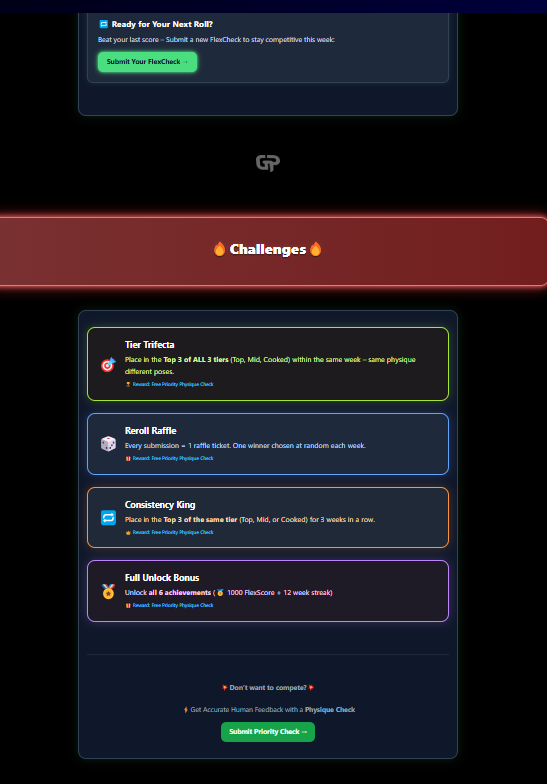 🔁 Ready for Your Next Roll?
Beat your last score – Submit a new FlexCheck to stay competitive this week:
Submit Your FlexCheck →
GP
🔥 Challenges 🔥
Tier Trifecta
Place in the Top 3 of ALL 3 tiers (Top, Mid, Cooked) within the same week – same physique
different poses.
Reward: Free Priority Physique Check
Reroll Raffle
Every submission = 1 raffle ticket. One winner chosen at random each week.
Reward: Free Priority Physique Check
Consistency King
Place in the Top 3 of the same tier (Top, Mid, or Cooked) for 3 weeks in a row.
Reward: Free Priority Physique Check
Full Unlock Bonus
Unlock all 6 achievements (🏅 1000 FlexScore + 12 week streak)
Reward: Free Priority Physique Check
💥 Don't want to compete? 💥
⚡ Get Accurate Human Feedback with a Physique Check
Submit Priority Check →